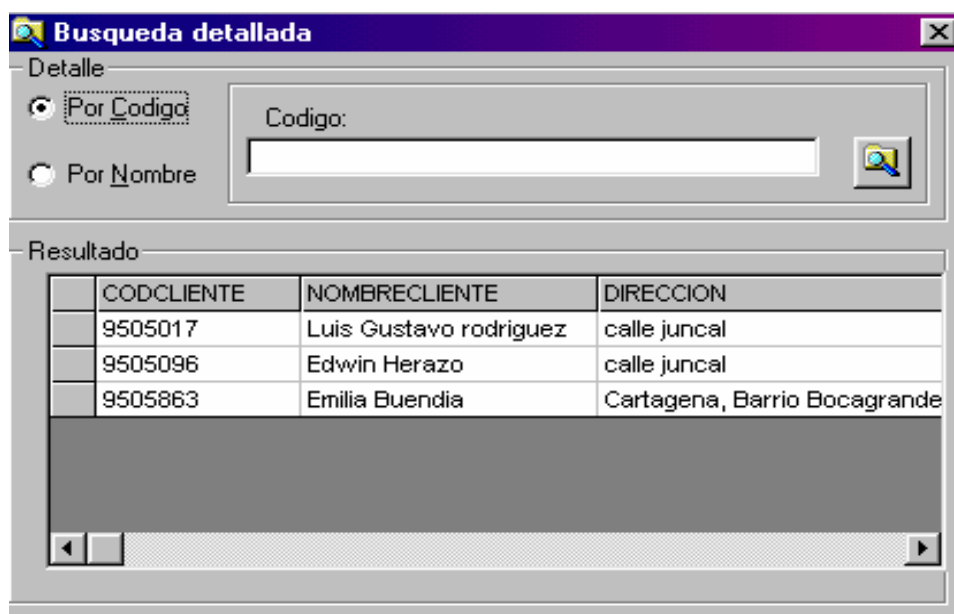 Busqueda detallada
Detalle
Por Codigo
Codigo:
Por Nombre
Resultado
CODCLIENTE NOMBRECLIENTE DIRECCION
9505017 Luis Gustavo rodriguez calle juncal
9505096 Edwin Herazo calle juncal
9505863 Emilia Buendia Cartagena, Barrio Bocagrande